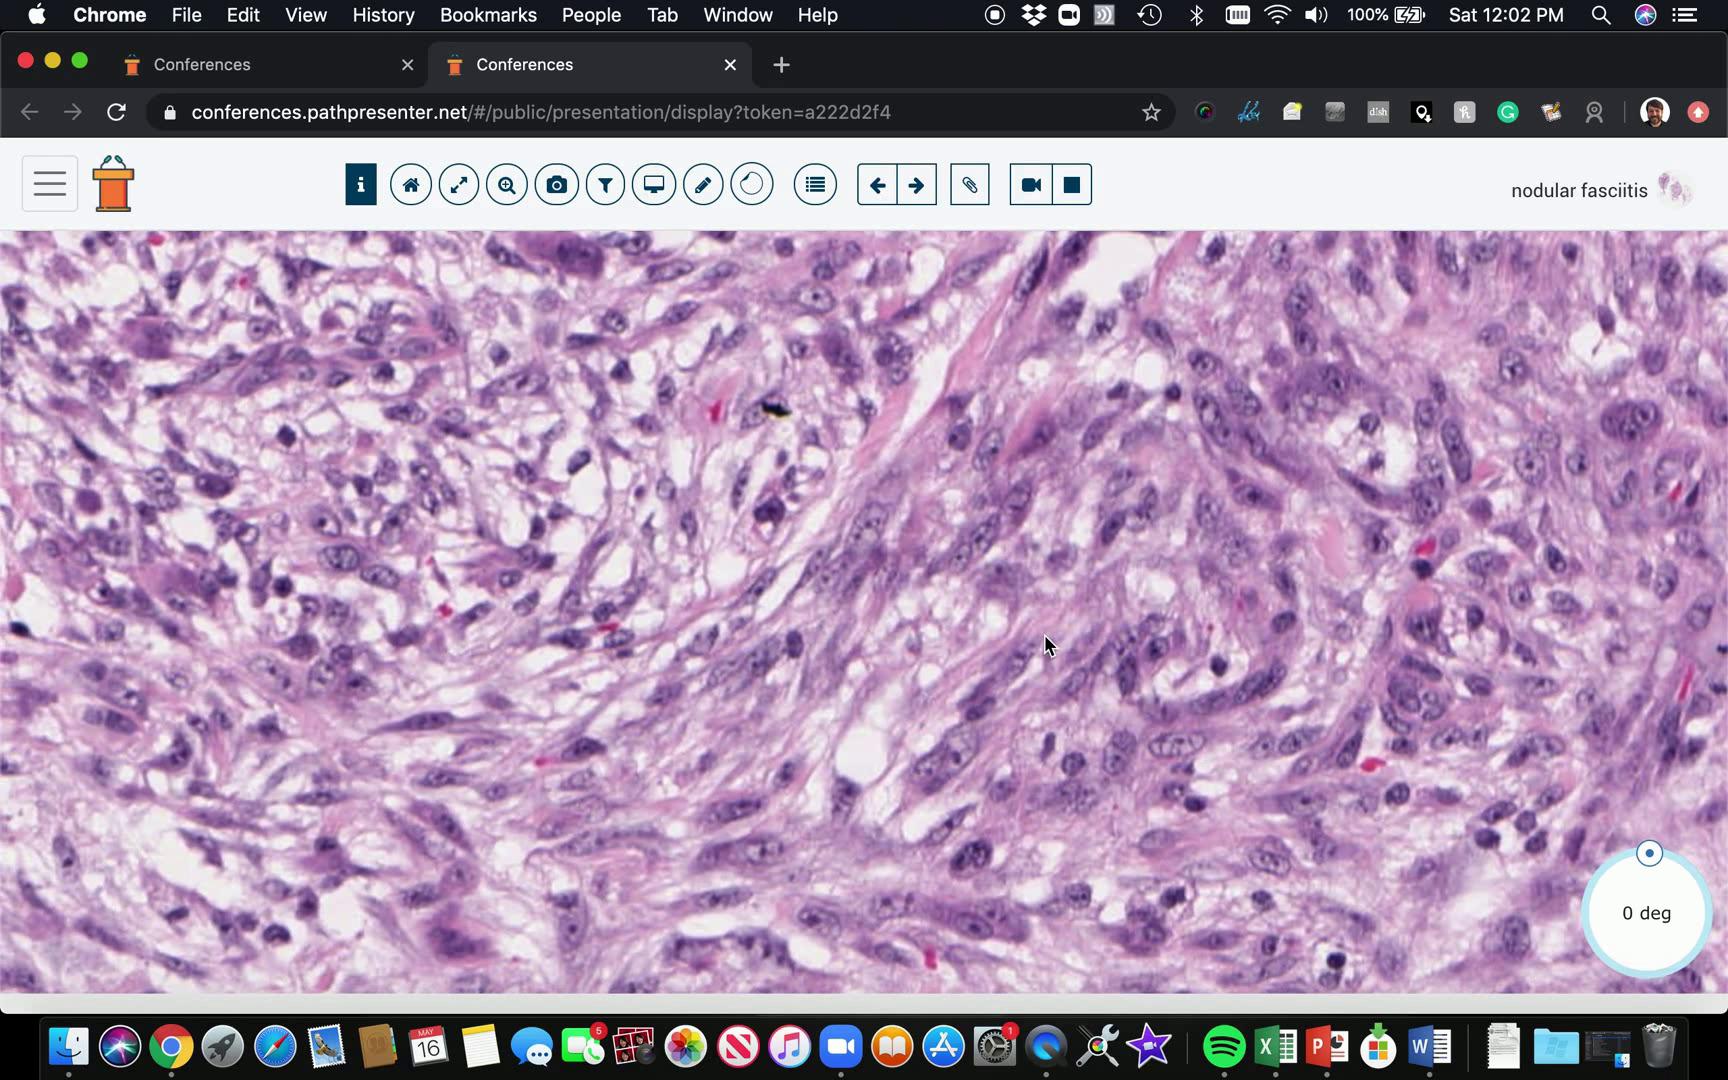 Chrome File Edit View History Bookmarks People Tab Window Help 100% Sat 12:02 PM
Conferences Conferences
conferences.pathpresenter.net/#/public/presentation/display?token=a222d2f4
dish
nodular fasciitis
0 deg
5
MAY
16
1